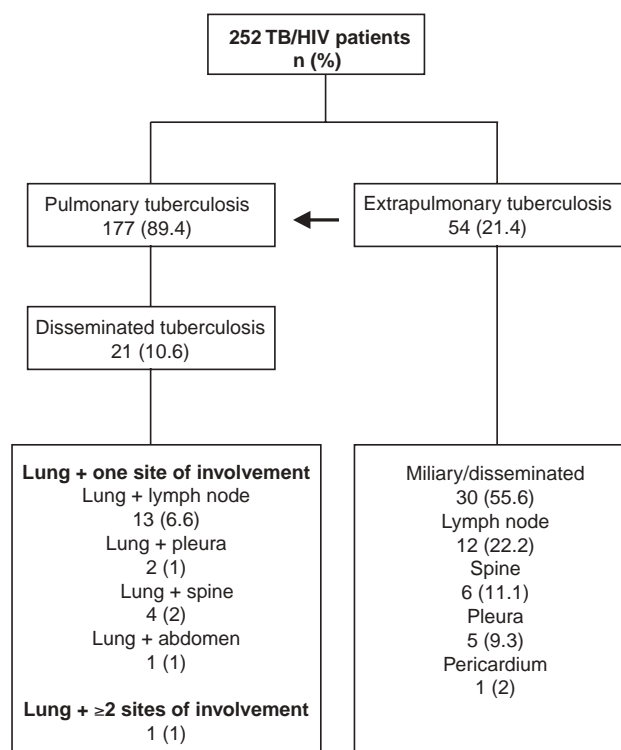 252 TB/HIV patients
n (%)
Pulmonary tuberculosis
177 (89.4)
Extrapulmonary tuberculosis
54 (21.4)
Disseminated tuberculosis
21 (10.6)
Lung + one site of involvement
Lung + lymph node
13 (6.6)
Lung + pleura
2 (1)
Lung + spine
4 (2)
Lung + abdomen
1 (1)
Lung + ≥2 sites of involvement
1 (1)
Miliary/disseminated
30 (55.6)
Lymph node
12 (22.2)
Spine
6 (11.1)
Pleura
5 (9.3)
Pericardium
1 (2)